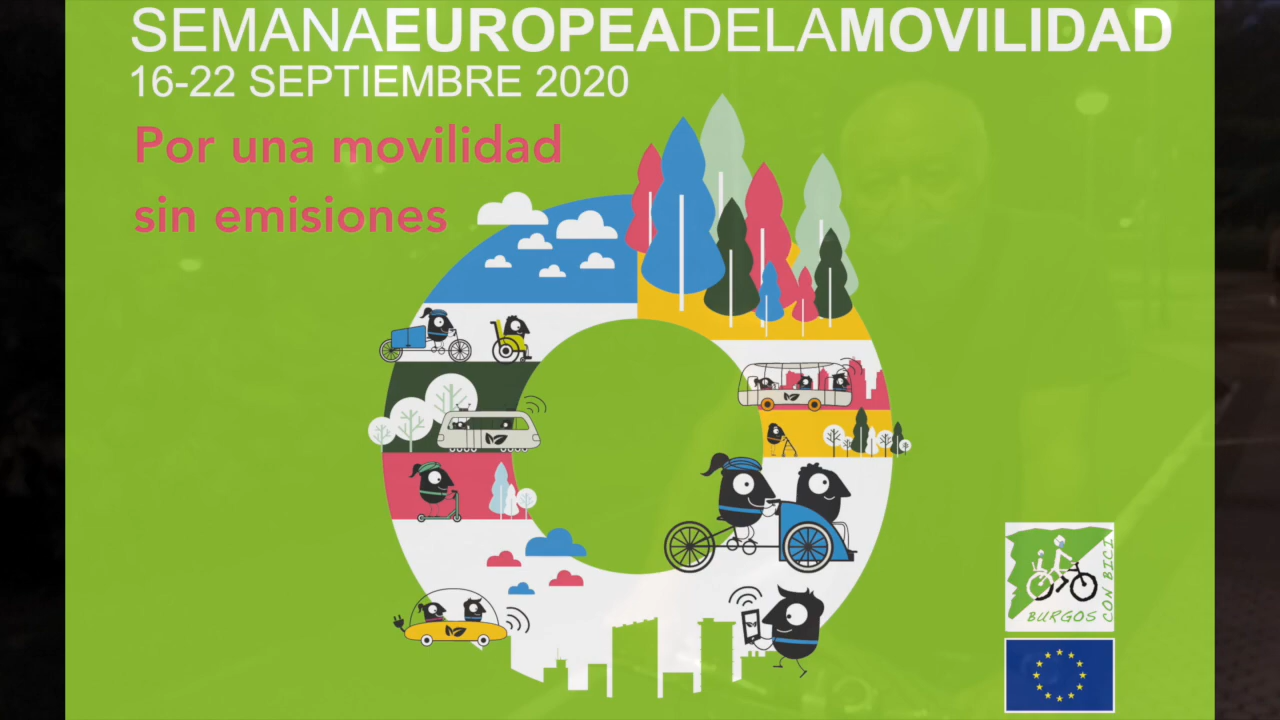 SEMANAEUROPEADELAMOVILIDAD
16-22 SEPTIEMBRE 2020
Por una movilidad
sin emisiones
BURGOS CON BICI